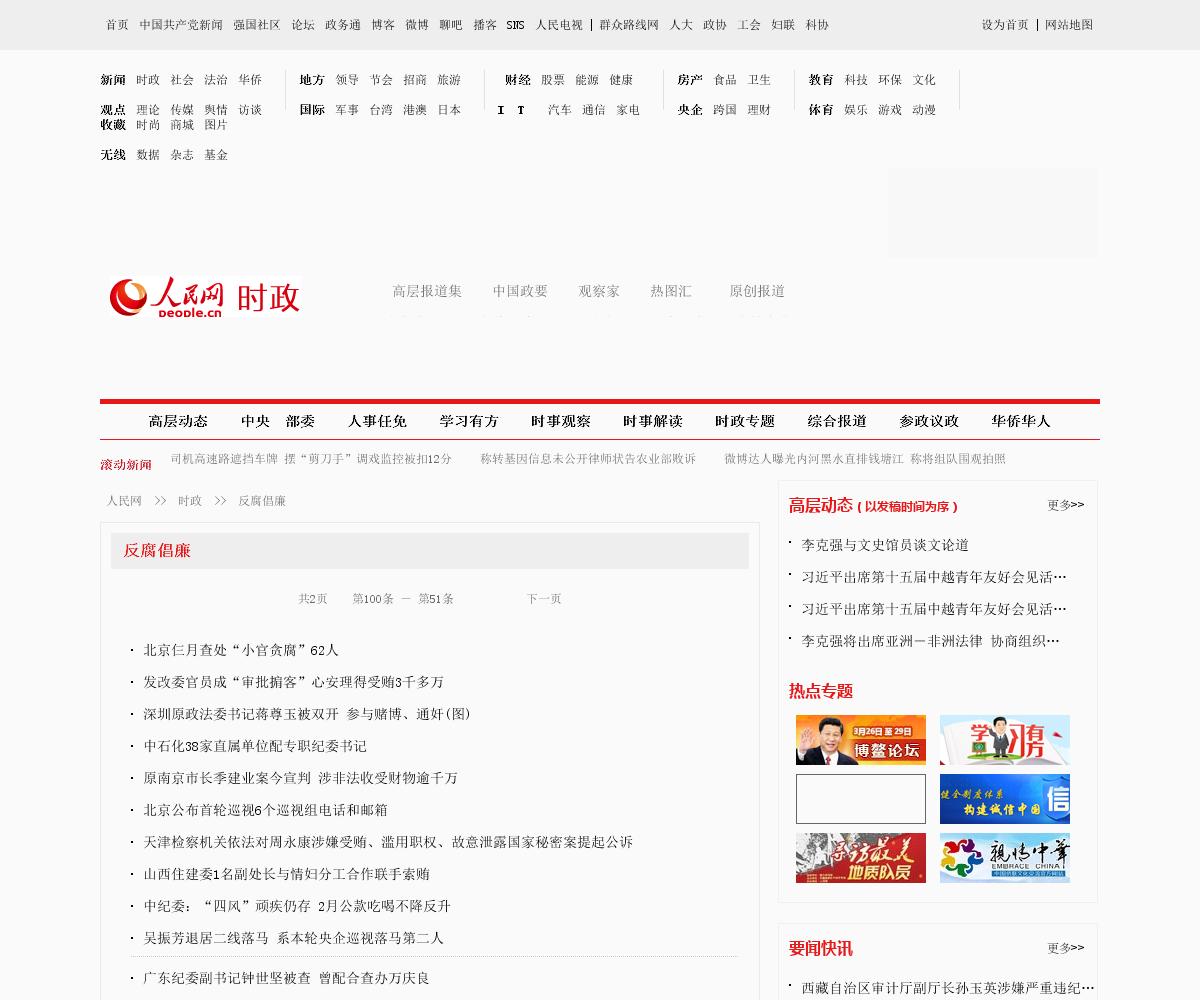 首页 中国共产党新闻 强国社区 论坛 政务通 博客 微博 聊吧 播客 SNS 人民电视 | 群众路线网 人大 政协 工会 妇联 科协 设为首页 | 网站地图
新闻 时政 社会 法治 华侨 地方 领导 节会 招商 旅游 财经 股票 能源 健康 房产 食品 卫生 教育 科技 环保 文化
观点 理论 传媒 舆情 访谈 国际 军事 台湾 港澳 日本 I T 汽车 通信 家电 央企 跨国 理财 体育 娱乐 游戏 动漫
收藏 时尚 商城 图片
无线 数据 杂志 基金
人民网 时政
people.cn
高层报道集 中国政要 观察家 热图汇 原创报道
高层动态 中央 部委 人事任免 学习有方 时事观察 时事解读 时政专题 综合报道 参政议政 华侨华人
滚动新闻 司机高速路遮挡车牌 摆“剪刀手”调戏监控被扣12分 称转基因信息未公开律师状告农业部败诉 微博达人曝光内河黑水直排钱塘江 称将组队围观拍照
人民网 >> 时政 >> 反腐倡廉
反腐倡廉
共2页 第100条 － 第51条 下一页
· 北京仨月查处“小官贪腐”62人
· 发改委官员成“审批掮客”心安理得受贿3千多万
· 深圳原政法委书记蒋尊玉被双开 参与赌博、通奸(图)
· 中石化38家直属单位配专职纪委书记
· 原南京市长季建业案今宣判 涉非法收受财物逾千万
· 北京公布首轮巡视6个巡视组电话和邮箱
· 天津检察机关依法对周永康涉嫌受贿、滥用职权、故意泄露国家秘密案提起公诉
· 山西住建委1名副处长与情妇分工合作联手索贿
· 中纪委：“四风”顽疾仍存 2月公款吃喝不降反升
· 吴振芳退居二线落马 系本轮央企巡视落马第二人
· 广东纪委副书记钟世坚被查 曾配合查办万庆良
高层动态 ( 以发稿时间为序 ) 更多>>
· 李克强与文史馆员谈文论道
· 习近平出席第十五届中越青年友好会见活…
· 习近平出席第十五届中越青年友好会见活…
· 李克强将出席亚洲－非洲法律 协商组织…
热点专题
3月26日至29日
博鳌论坛
学习有方
健全制度体系
构建诚信中国
信
寻访最美
地质队员
亲情中华
EMBRACE CHINA
要闻快讯 更多>>
· 西藏自治区审计厅副厅长孙玉英涉嫌严重违纪…